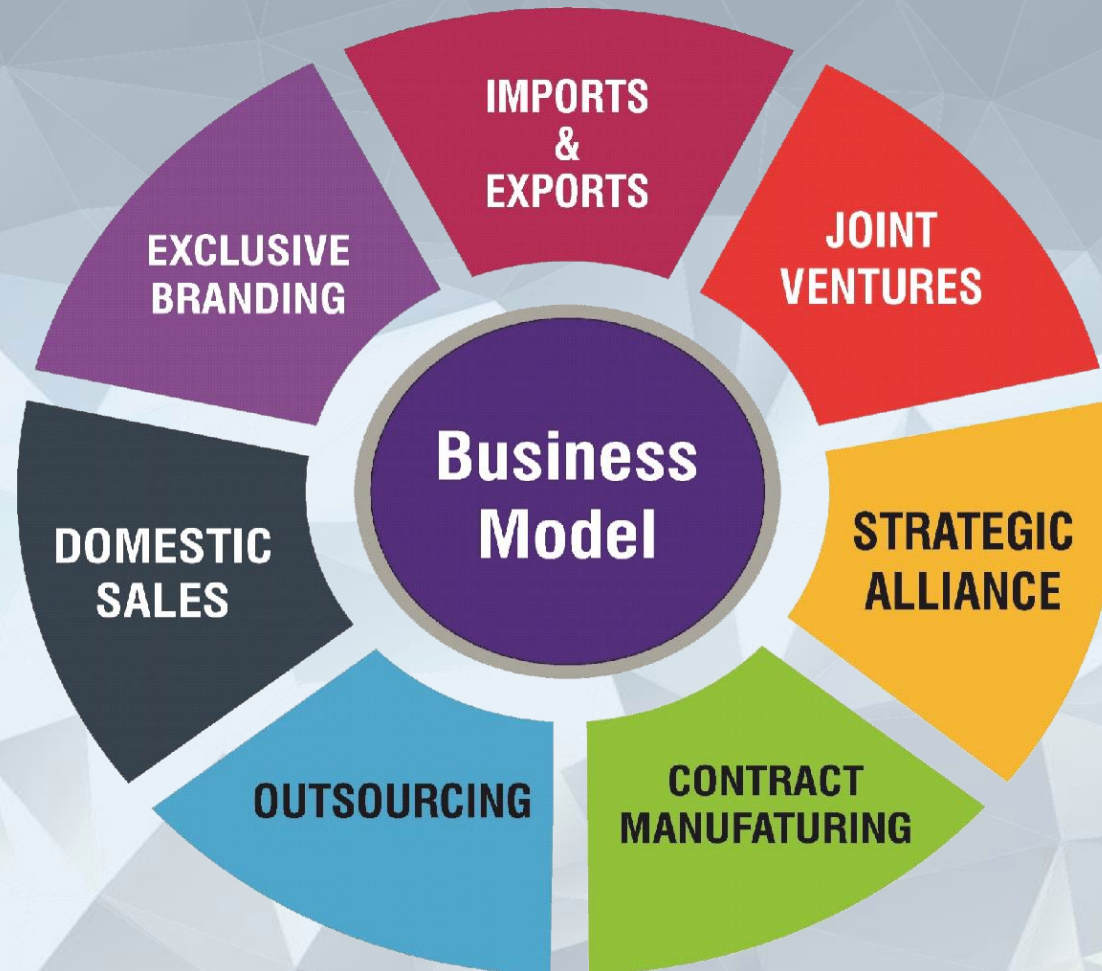 IMPORTS
&
EXPORTS
JOINT
VENTURES
STRATEGIC
ALLIANCE
CONTRACT
MANUFATURING
OUTSOURCING
DOMESTIC
SALES
EXCLUSIVE
BRANDING
Business
Model